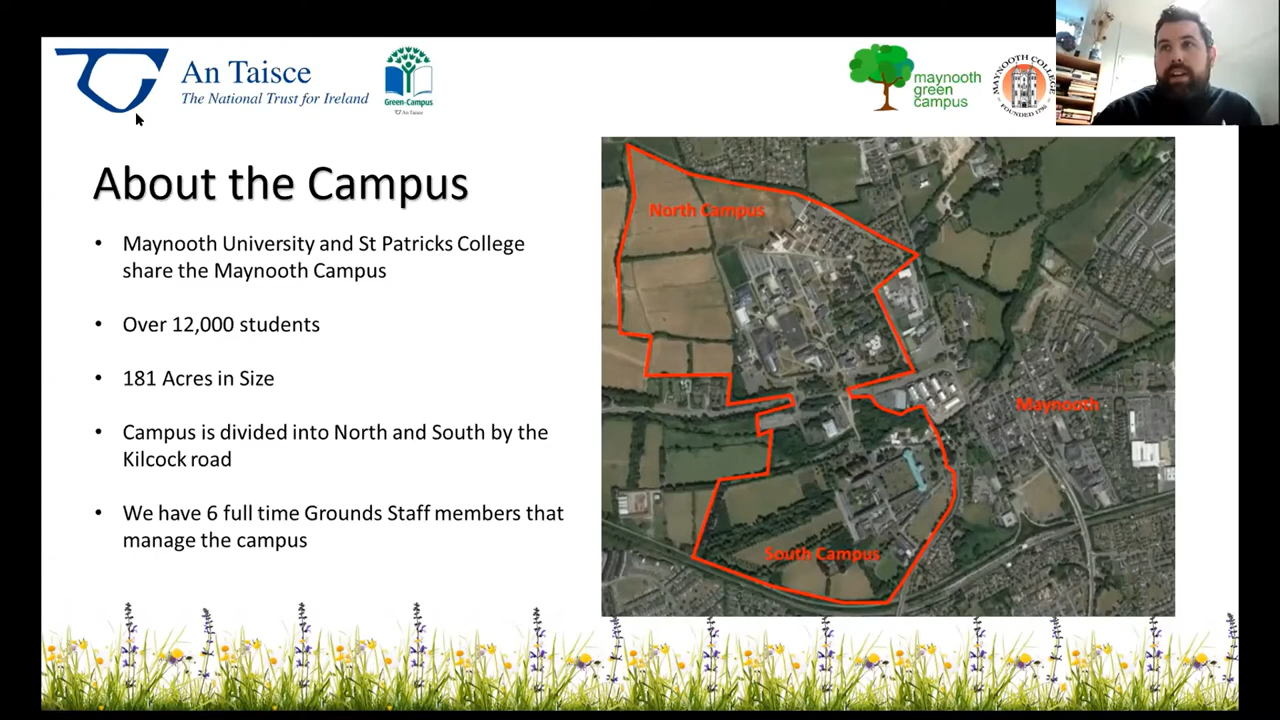 An Taisce
The National Trust for Ireland
Green-Campus
An Taisce
maynooth
green
campus
MAYNOOTH COLLEGE
FOUNDED 1795
About the Campus
• Maynooth University and St Patricks College
share the Maynooth Campus
• Over 12,000 students
• 181 Acres in Size
• Campus is divided into North and South by the
Kilcock road
• We have 6 full time Grounds Staff members that
manage the campus
North Campus
Maynooth
South Campus